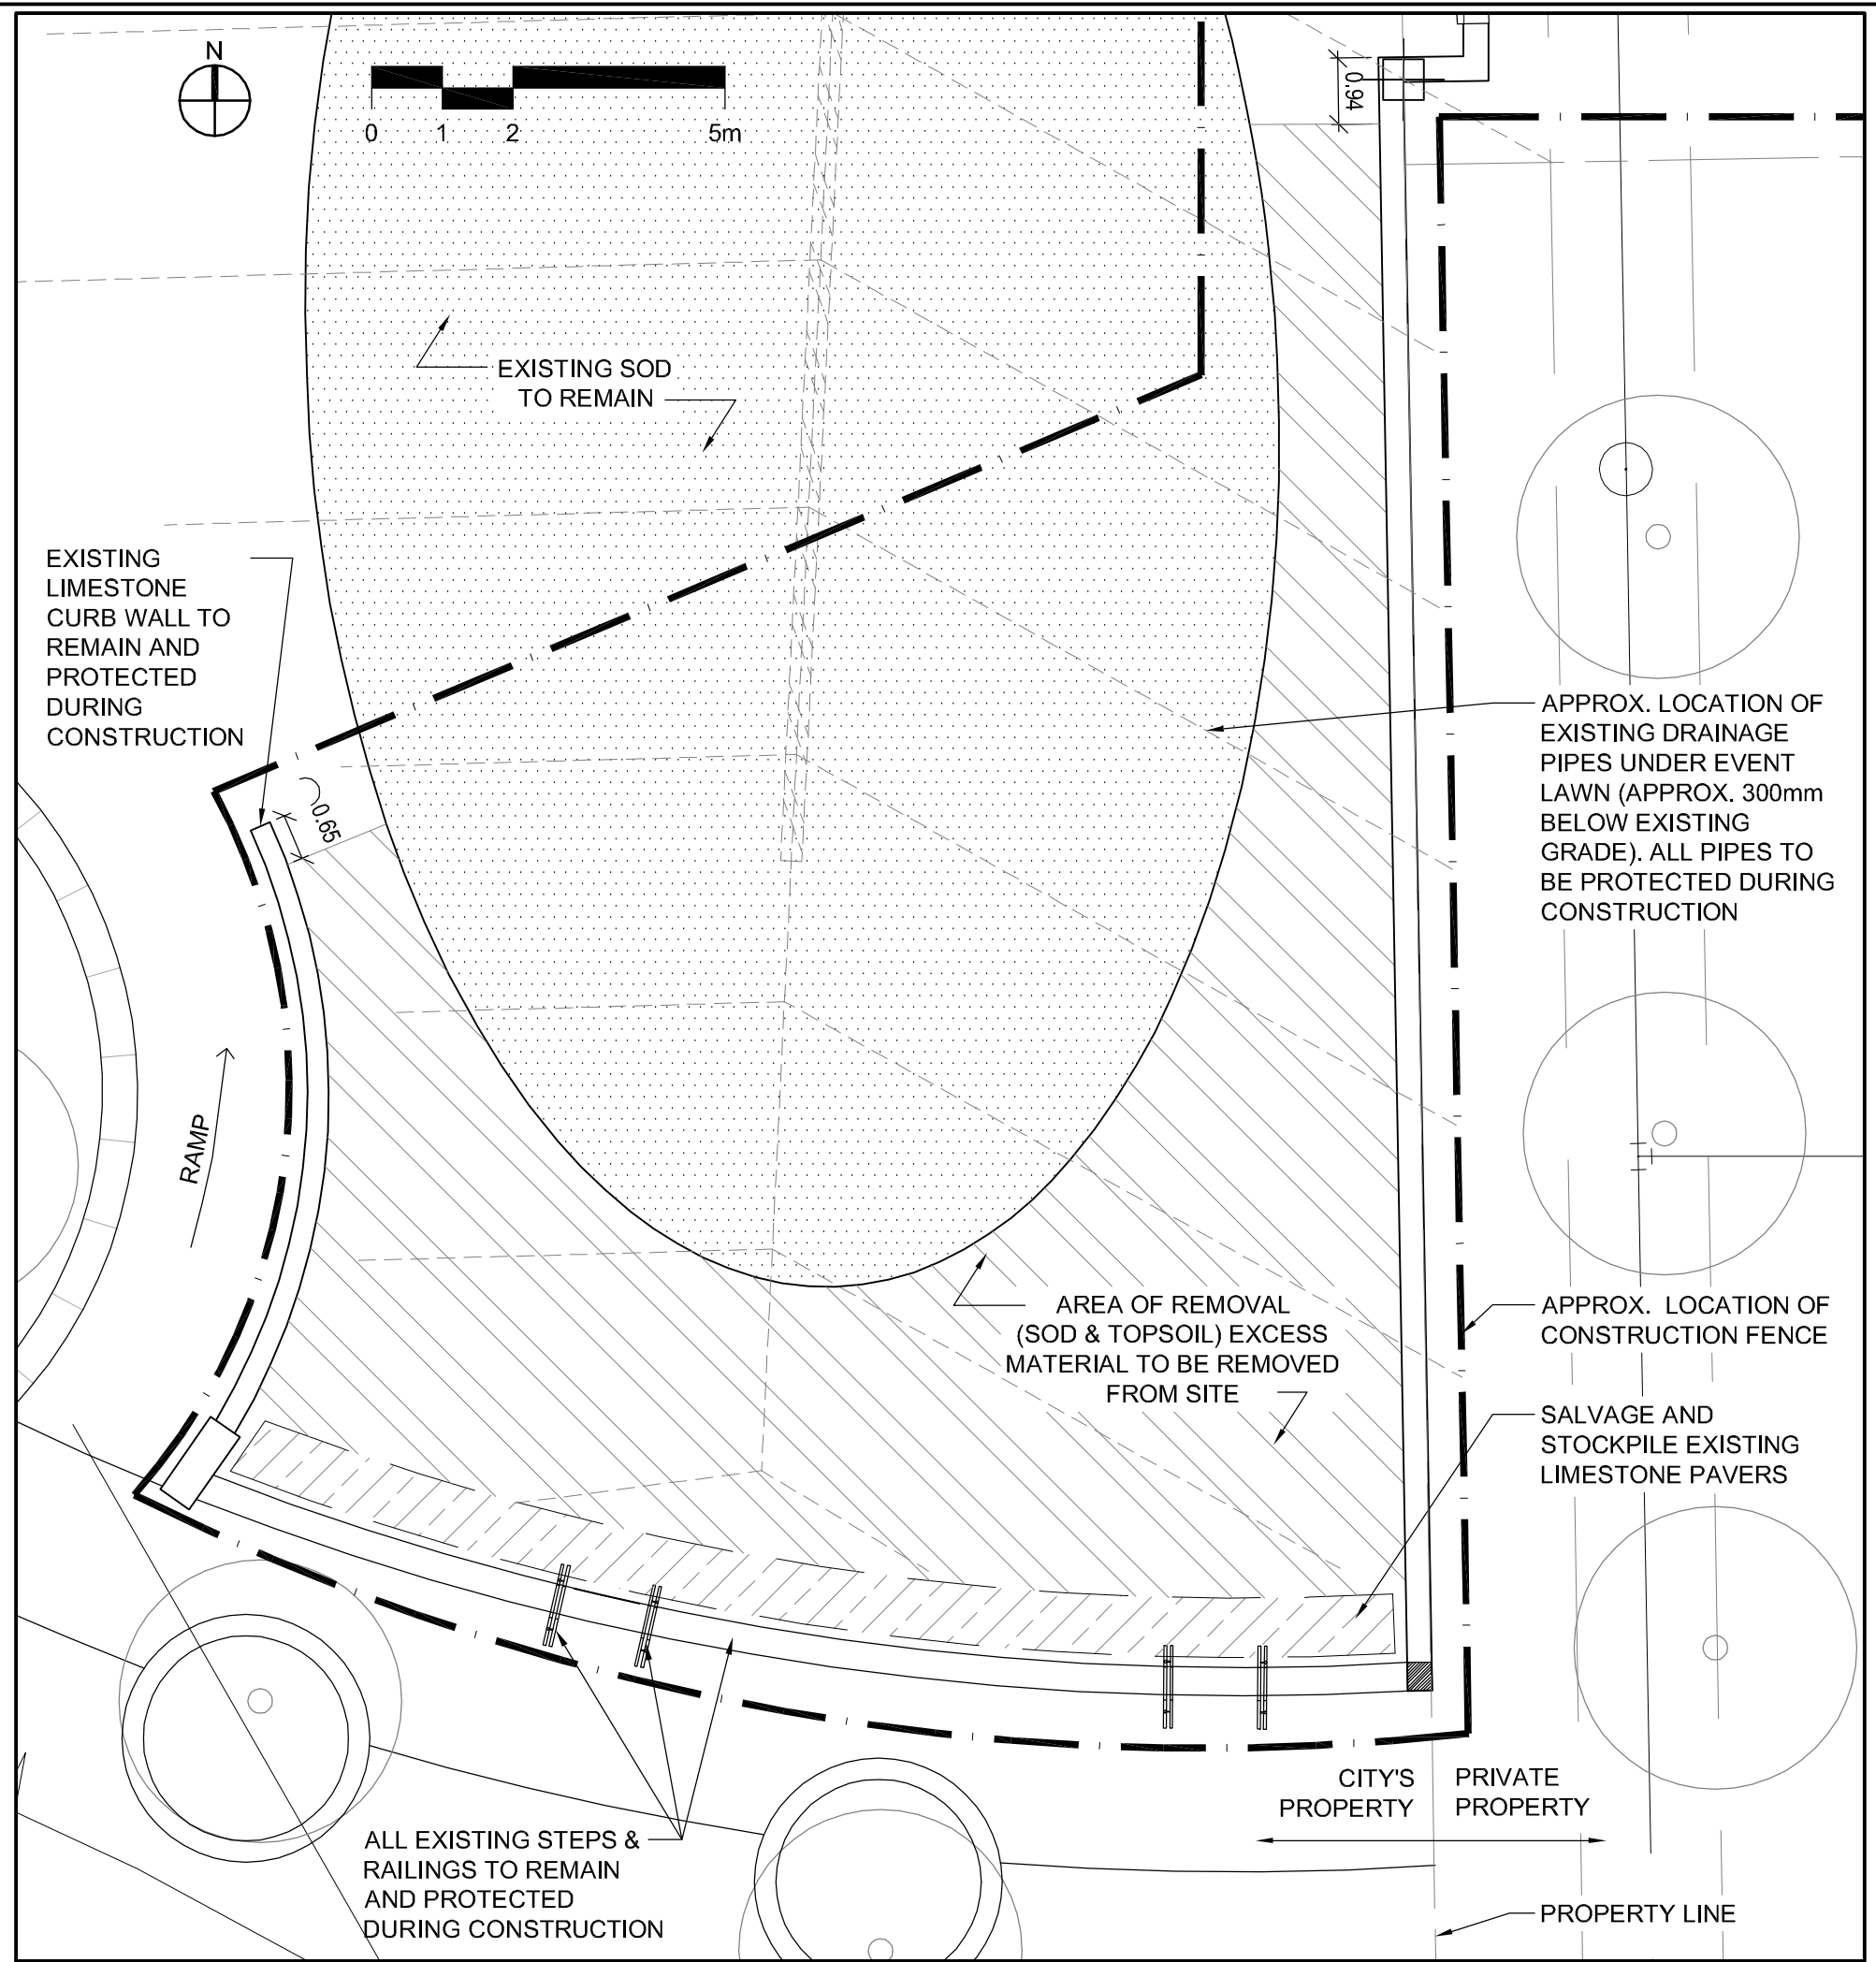 N
0 1 2 5m
0.94
EXISTING SOD
TO REMAIN
EXISTING
LIMESTONE
CURB WALL TO
REMAIN AND
PROTECTED
DURING
CONSTRUCTION
0.65
APPROX. LOCATION OF
EXISTING DRAINAGE
PIPES UNDER EVENT
LAWN (APPROX. 300mm
BELOW EXISTING
GRADE). ALL PIPES TO
BE PROTECTED DURING
CONSTRUCTION
RAMP
AREA OF REMOVAL
(SOD & TOPSOIL) EXCESS
MATERIAL TO BE REMOVED
FROM SITE
APPROX. LOCATION OF
CONSTRUCTION FENCE
SALVAGE AND
STOCKPILE EXISTING
LIMESTONE PAVERS
CITY'S
PROPERTY
PRIVATE
PROPERTY
ALL EXISTING STEPS &
RAILINGS TO REMAIN
AND PROTECTED
DURING CONSTRUCTION
PROPERTY LINE